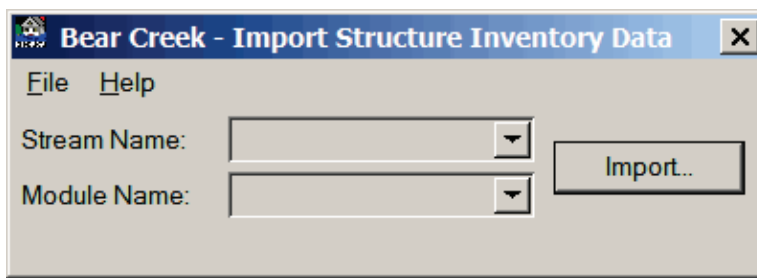 Bear Creek - Import Structure Inventory Data
File Help
Stream Name:
Import...
Module Name: